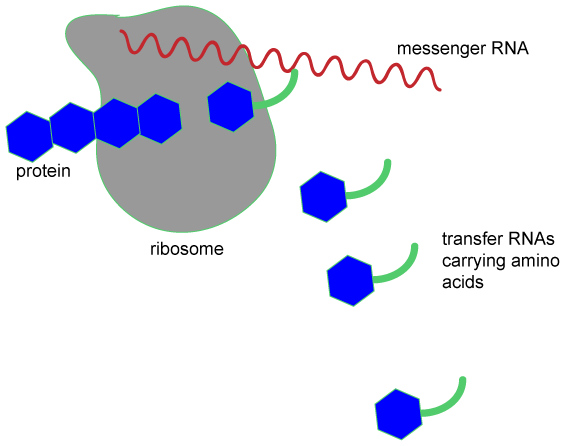 messenger RNA
protein
ribosome
transfer RNAs
carrying amino
acids